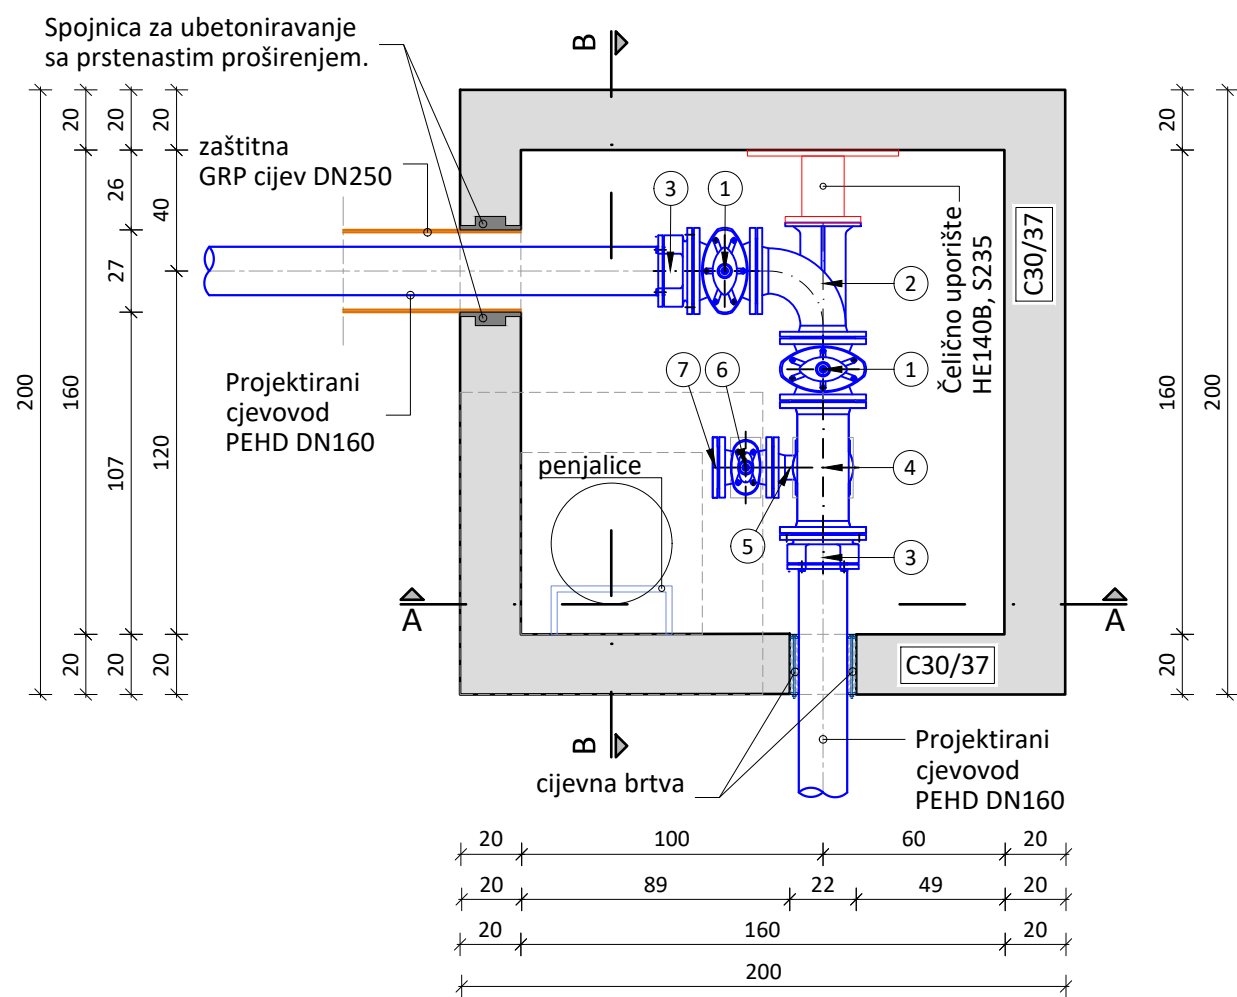 Spojnica za ubetoniravanje
sa prstenastim proširenjem.
B
20
20
20
20
zaštitna
GRP cijev DN250
26
40
27
3
1
2
1
7
6
4
5
3
Čelično uporište
HE140B, S235
C30/37
20
160
200
20
200
160
107
120
Projektirani
cjevovod
PEHD DN160
penjalice
A
A
20
20
20
20
C30/37
B
cijevna brtva
Projektirani
cjevovod
PEHD DN160
20 100 60 20
20 89 22 49 20
20 160 20
200